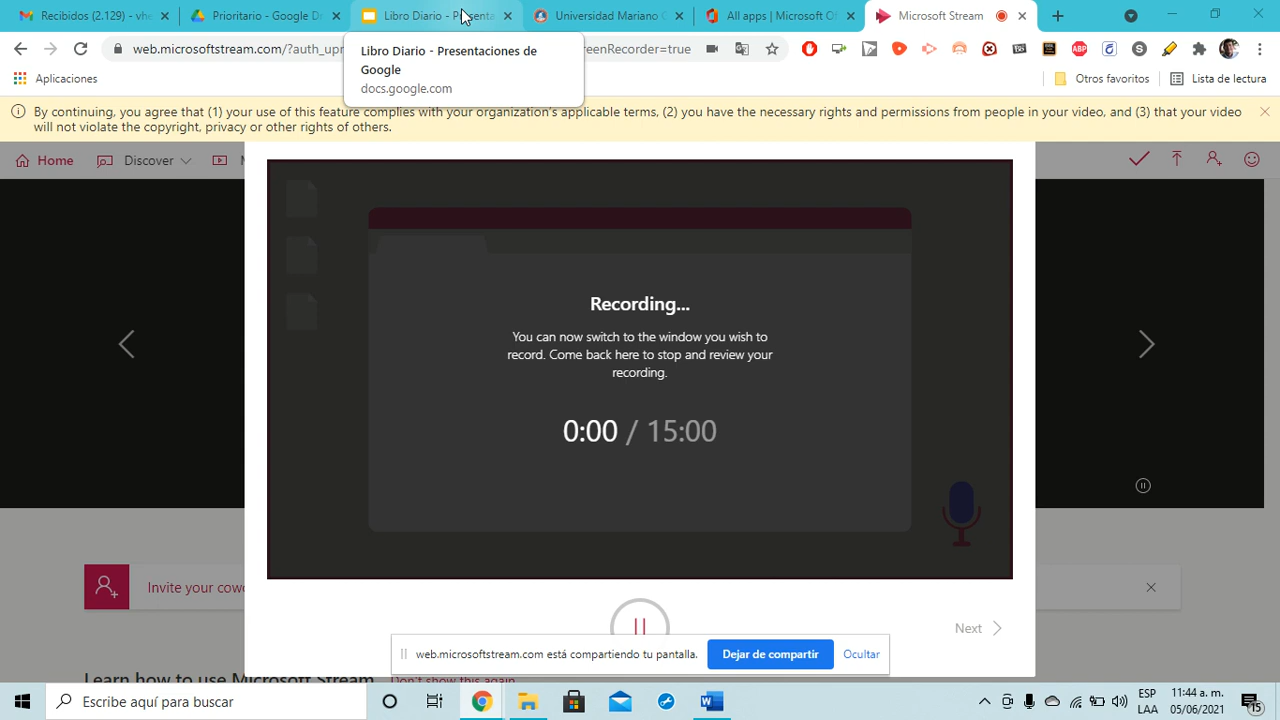 Recibidos (2.129) - vhe
Prioritario - Google D
Libro Diario - Presenta
Universidad Mariano G
All apps | Microsoft Of
Microsoft Stream
web.microsoftstream.com/?auth_upr
eenRecorder=true
Libro Diario - Presentaciones de
Google
docs.google.com
Aplicaciones
Otros favoritos
Lista de lectura
By continuing, you agree that (1) your use of this feature complies with your organization's applicable terms, (2) you have the necessary rights and permissions from people in your video, and (3) that your video
will not violate the copyright, privacy or other rights of others.
Home
Discover
Recording...
You can now switch to the window you wish to
record. Come back here to stop and review your
recording.
0:00 / 15:00
Invite your cowo
Next
web.microsoftstream.com está compartiendo tu pantalla.
Dejar de compartir
Ocultar
Learn how to use Microsoft Stream
Don't show this again
Escribe aquí para buscar
ESP
LAA
11:44 a. m.
05/06/2021
15